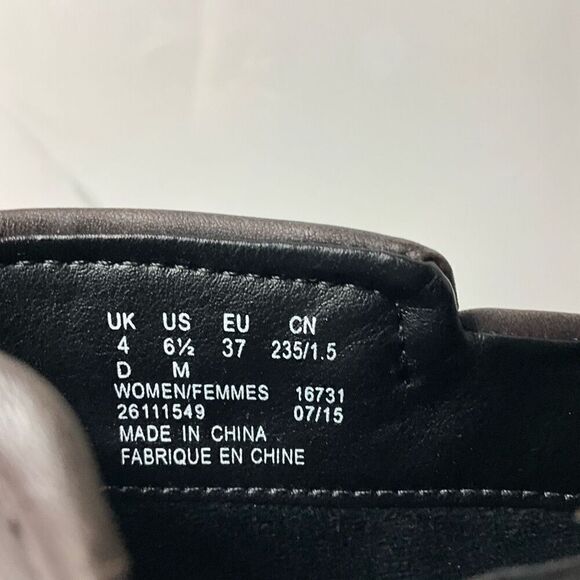 UK US EU CN
4 6½ 37 235/1.5
D M
WOMEN/FEMMES 16731
26111549 07/15
MADE IN CHINA
FABRIQUE EN CHINE